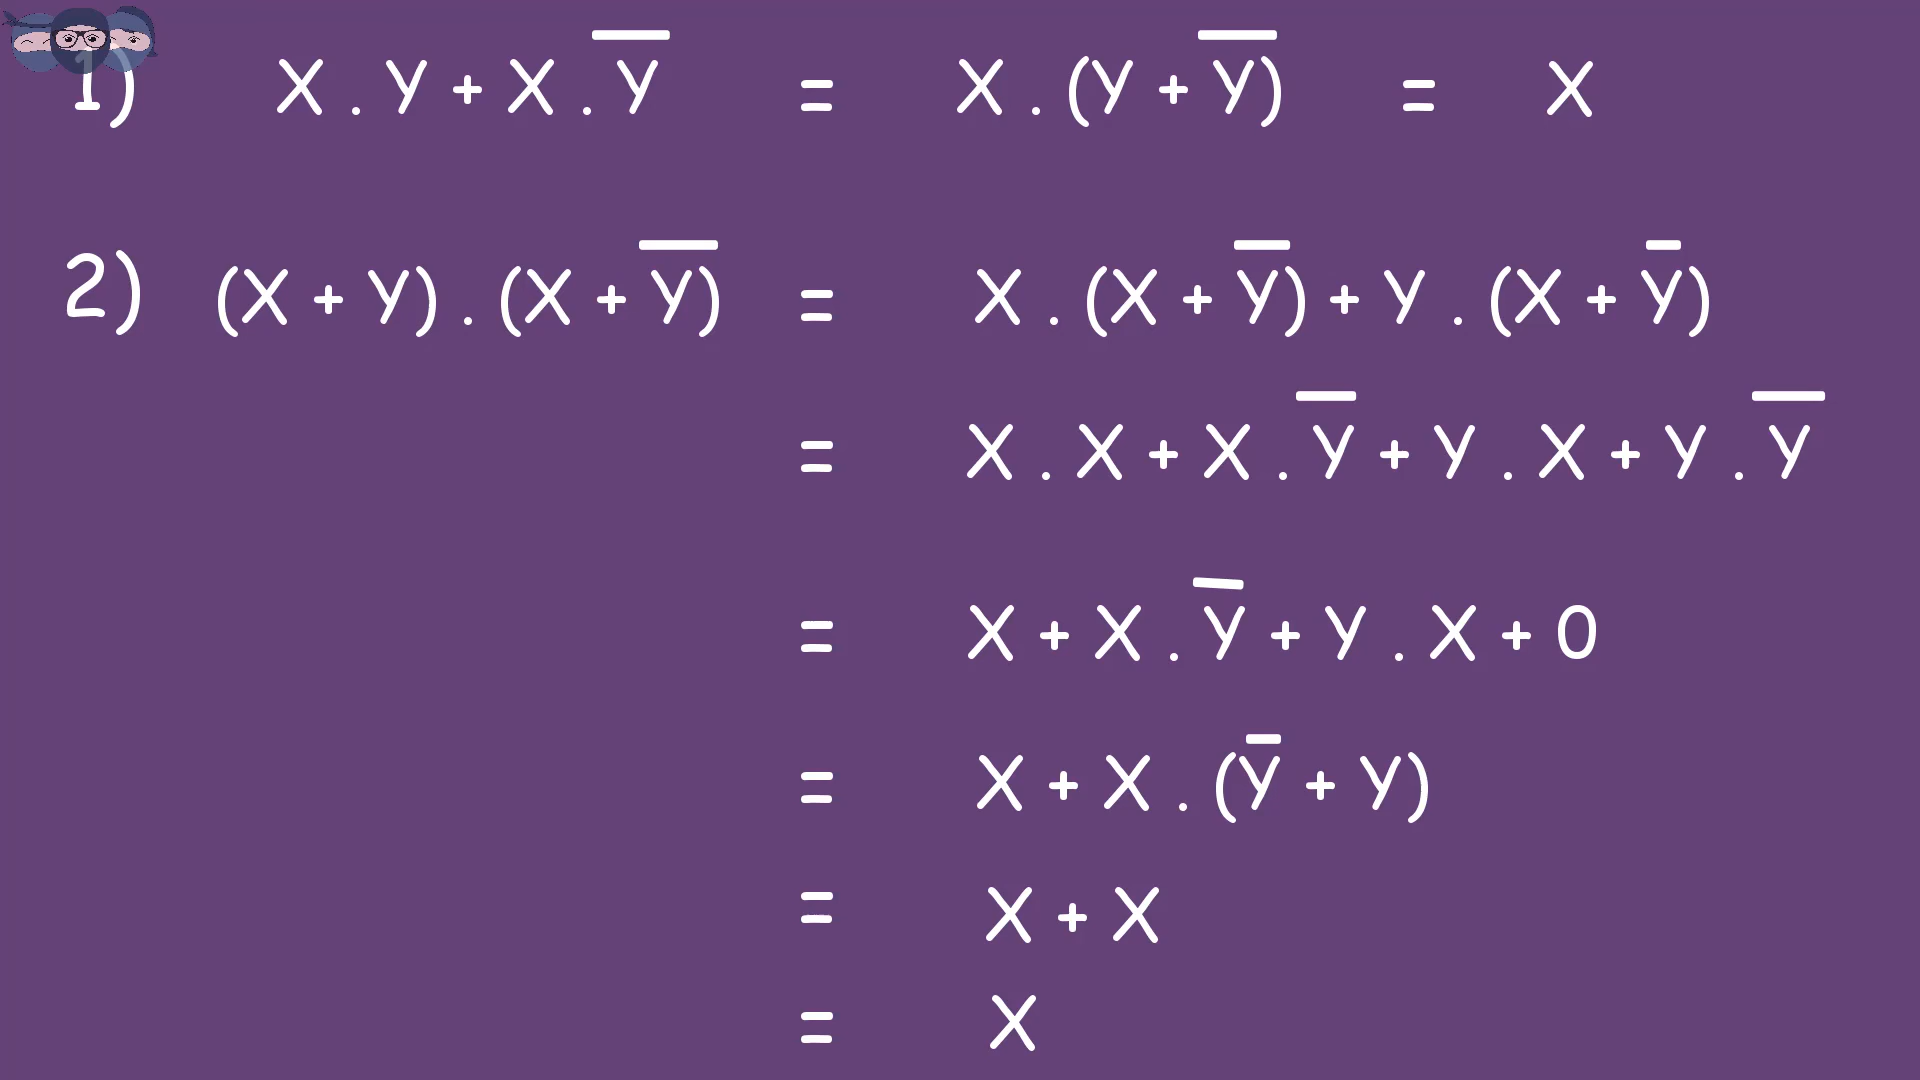 1) X . Y + X . Y̅ = X . (Y + Y̅) = X
2) (X + Y) . (X + Y̅) = X . (X + Y̅) + Y . (X + Y̅)
= X . X + X . Y̅ + Y . X + Y . Y̅
= X + X . Y̅ + Y . X + 0
= X + X . (Y̅ + Y)
= X + X
= X